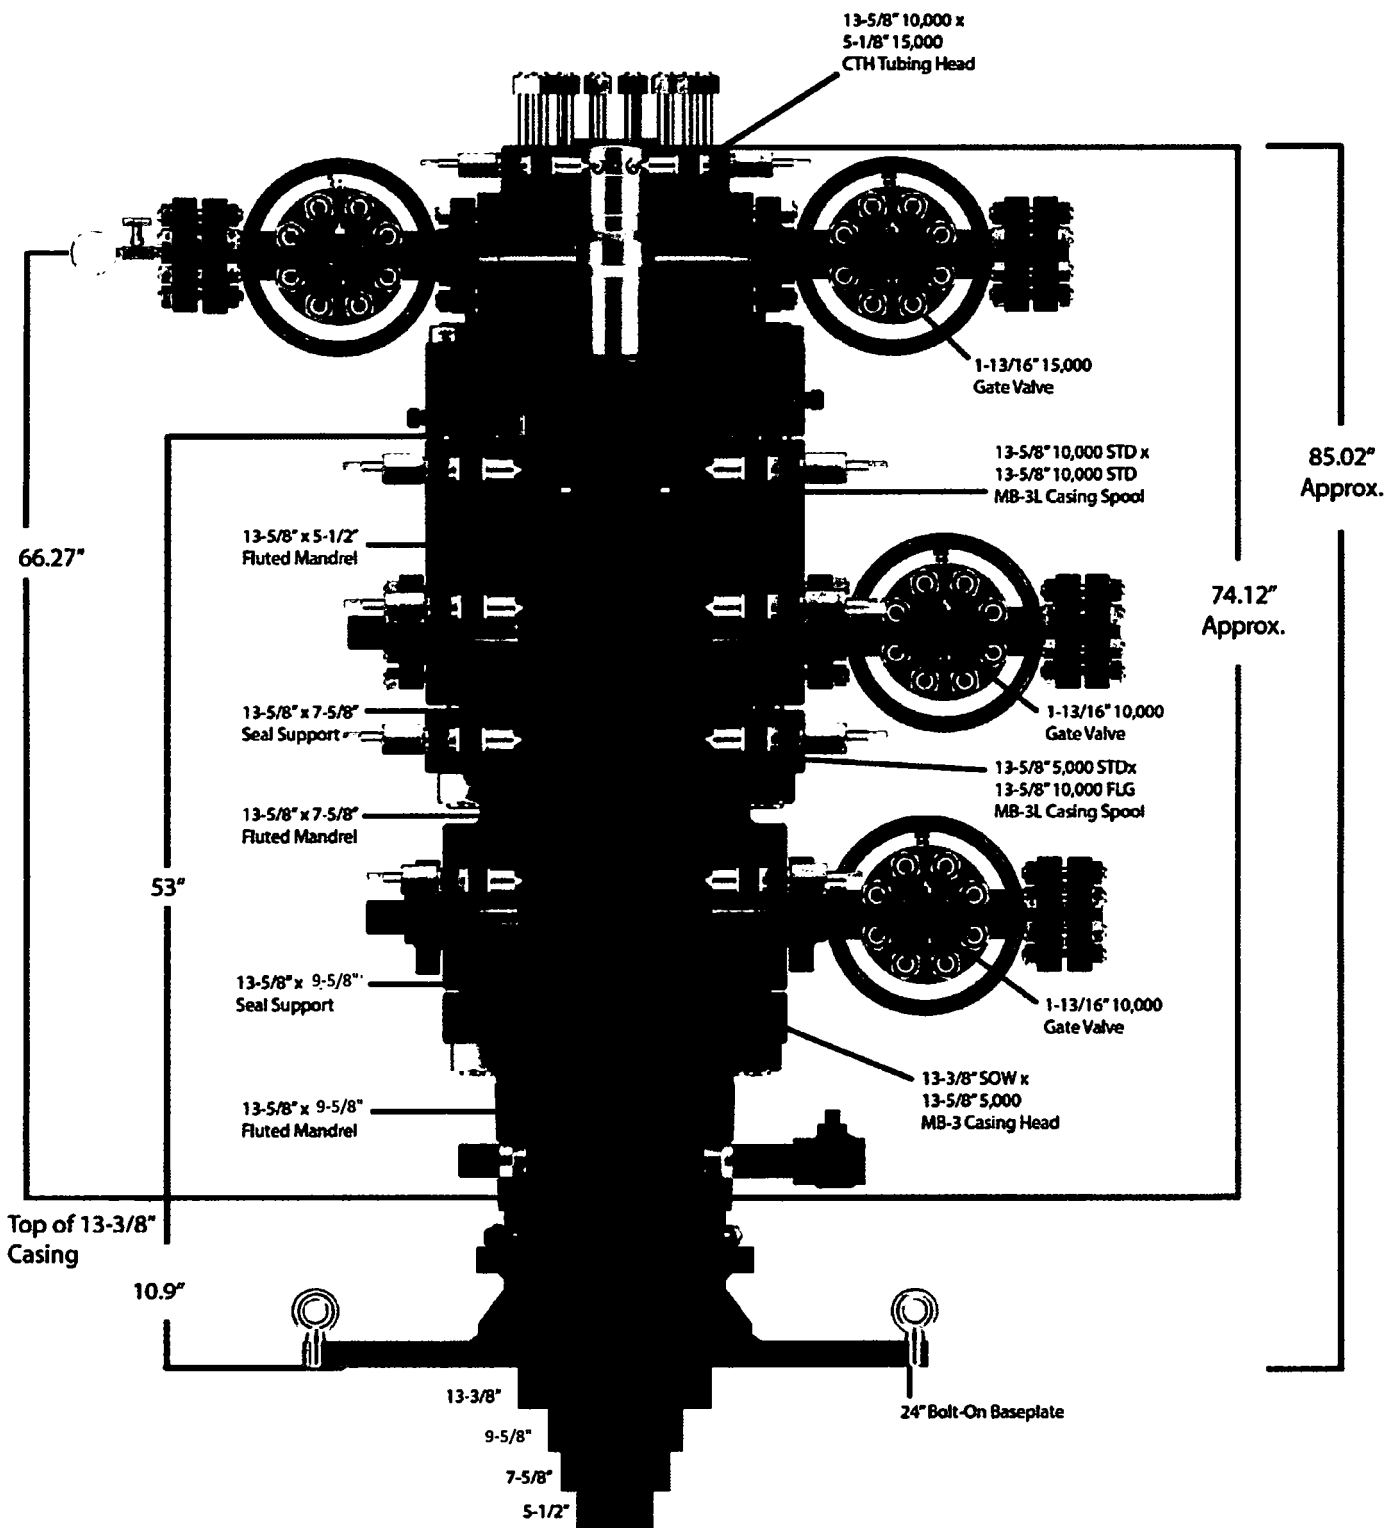 13-5/8" 10,000 x
5-1/8" 15,000
CTH Tubing Head
1-13/16" 15,000
Gate Valve
13-5/8" 10,000 STD x
13-5/8" 10,000 STD
MB-3L Casing Spool
85.02"
Approx.
66.27"
13-5/8" x 5-1/2"
Fluted Mandrel
74.12"
Approx.
13-5/8" x 7-5/8"
Seal Support
1-13/16" 10,000
Gate Valve
13-5/8" 5,000 STDx
13-5/8" 10,000 FLG
MB-3L Casing Spool
13-5/8" x 7-5/8"
Fluted Mandrel
53"
13-5/8" x 9-5/8"
Seal Support
1-13/16" 10,000
Gate Valve
13-3/8" SOW x
13-5/8" 5,000
MB-3 Casing Head
13-5/8" x 9-5/8"
Fluted Mandrel
Top of 13-3/8"
Casing
10.9"
13-3/8"
24" Bolt-On Baseplate
9-5/8"
7-5/8"
5-1/2"